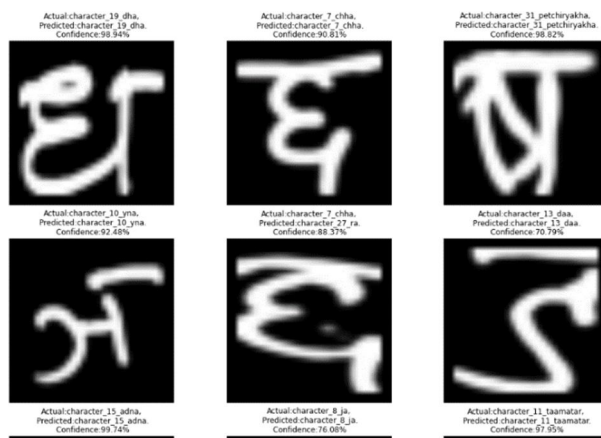 Actual:character_19_dha,
Predicted:character_19_dha.
Confidence:98.94%
ध
Actual:character_7_chha,
Predicted:character_7_chha.
Confidence:90.81%
छ
Actual:character_31_petchiryakha,
Predicted:character_31_petchiryakha.
Confidence:98.82%
ष
Actual:character_10_yna,
Predicted:character_10_yna.
Confidence:92.48%
ञ
Actual:character_7_chha,
Predicted:character_27_ra.
Confidence:88.37%
छ
Actual:character_13_daa,
Predicted:character_13_daa.
Confidence:70.79%
ड
Actual:character_15_adna,
Predicted:character_15_adna.
Confidence:99.74%
Actual:character_8_ja,
Predicted:character_8_ja.
Confidence:76.08%
Actual:character_11_taamatar,
Predicted:character_11_taamatar.
Confidence:97.95%